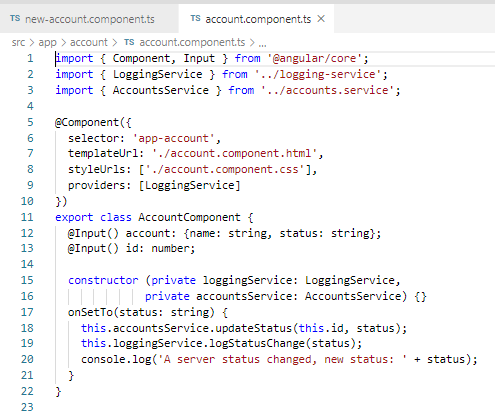 TS new-account.component.ts TS account.component.ts ×
src > app > account > TS account.component.ts > ...
1 import { Component, Input } from '@angular/core';
2 import { LoggingService } from '../logging-service';
3 import { AccountsService } from '../accounts.service';
4
5 @Component({
6   selector: 'app-account',
7   templateUrl: './account.component.html',
8   styleUrls: ['./account.component.css'],
9   providers: [LoggingService]
10 })
11 export class AccountComponent {
12   @Input() account: {name: string, status: string};
13   @Input() id: number;
14
15   constructor (private loggingService: LoggingService,
16               private accountsService: AccountsService) {}
17   onSetTo(status: string) {
18     this.accountsService.updateStatus(this.id, status);
19     this.loggingService.logStatusChange(status);
20     console.log('A server status changed, new status: ' + status);
21   }
22 }
23